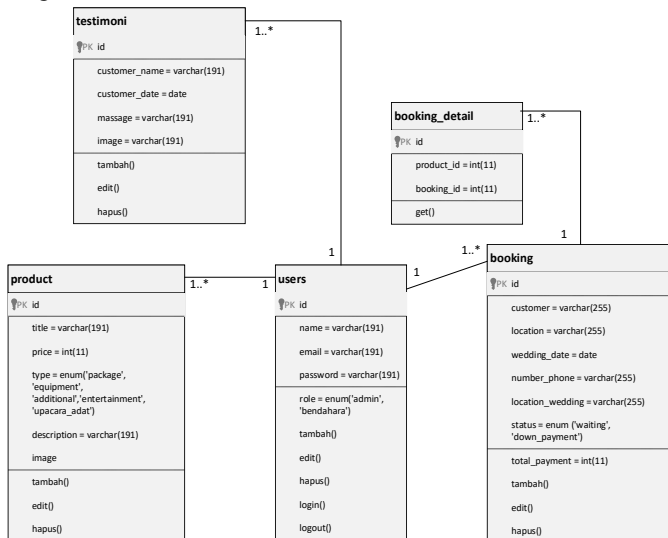 testimoni
PK id
customer_name = varchar(191)
customer_date = date
massage = varchar(191)
image = varchar(191)
tambah()
edit()
hapus()
1..*
1
booking_detail
PK id
product_id = int(11)
booking_id = int(11)
get()
1..*
1
product
PK id
title = varchar(191)
price = int(11)
type = enum('package',
'equipment',
'additional','entertainment',
'upacara_adat')
description = varchar(191)
image
tambah()
edit()
hapus()
1..*
1
users
PK id
name = varchar(191)
email = varchar(191)
password = varchar(191)
role = enum('admin',
'bendahara')
tambah()
edit()
hapus()
login()
logout()
1
1..*
booking
PK id
customer = varchar(255)
location = varchar(255)
wedding_date = date
number_phone = varchar(255)
location_wedding = varchar(255)
status = enum ('waiting',
'down_payment')
total_payment = int(11)
tambah()
edit()
hapus()